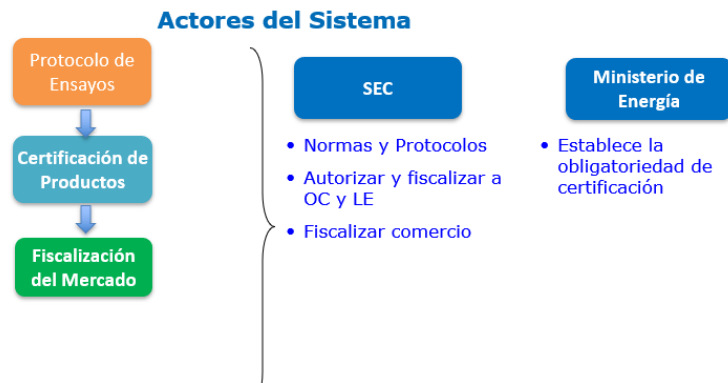 Actores del Sistema
Protocolo de
Ensayos
Certificación de
Productos
Fiscalización
del Mercado
SEC
• Normas y Protocolos
• Autorizar y fiscalizar a
OC y LE
• Fiscalizar comercio
Ministerio de
Energía
• Establece la
obligatoriedad de
certificación